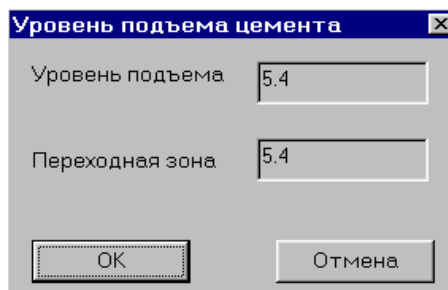 Уровень подъема цемента
Уровень подъема 5.4
Переходная зона 5.4
OK Отмена